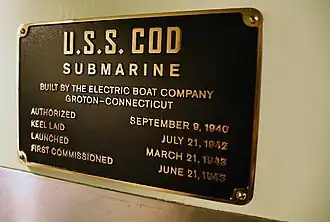 U.S.S. COD
SUBMARINE
BUILT BY THE ELECTRIC BOAT COMPANY
GROTON-CONNECTICUT
AUTHORIZED SEPTEMBER 9, 1940
KEEL LAID JULY 21, 1942
LAUNCHED MARCH 21, 1943
FIRST COMMISSIONED JUNE 21, 1943